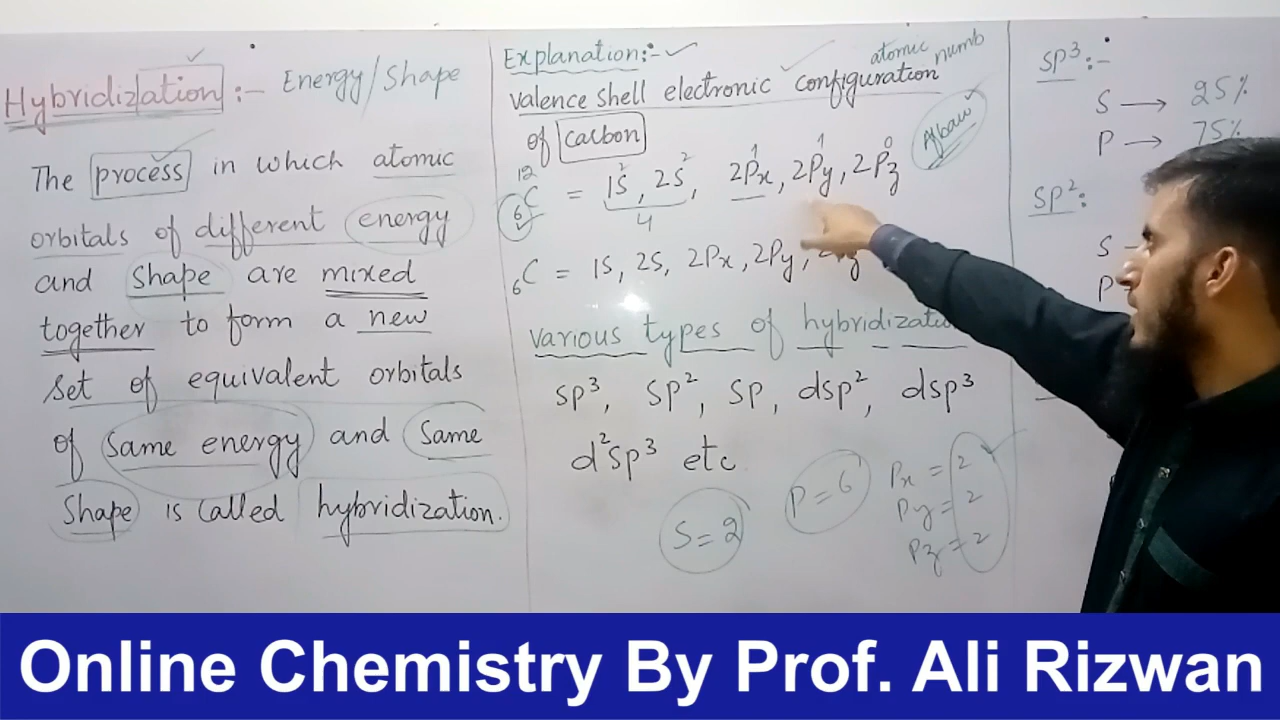 Hybridization :- Energy/Shape
The process in which atomic
orbitals of different energy
and shape are mixed
together to form a new
set of equivalent orbitals
of same energy and same
shape is called hybridization.
Explanation:- atomic numb
valence shell electronic configuration
of carbon
¹²₆C = 1s², 2s², 2Px¹, 2Py¹, 2Pz⁰
4
₆C = 1s, 2s, 2Px, 2Py,
various types of
sp³, sp², sp, dsp², dsp³
d²sp³ etc
S = 2
P = 6
Px = 2
Py = 2
Pz = 2
sp³:-
S → 25%
P → 75%
sp²:
S
P
Online Chemistry By Prof. Ali Rizwan